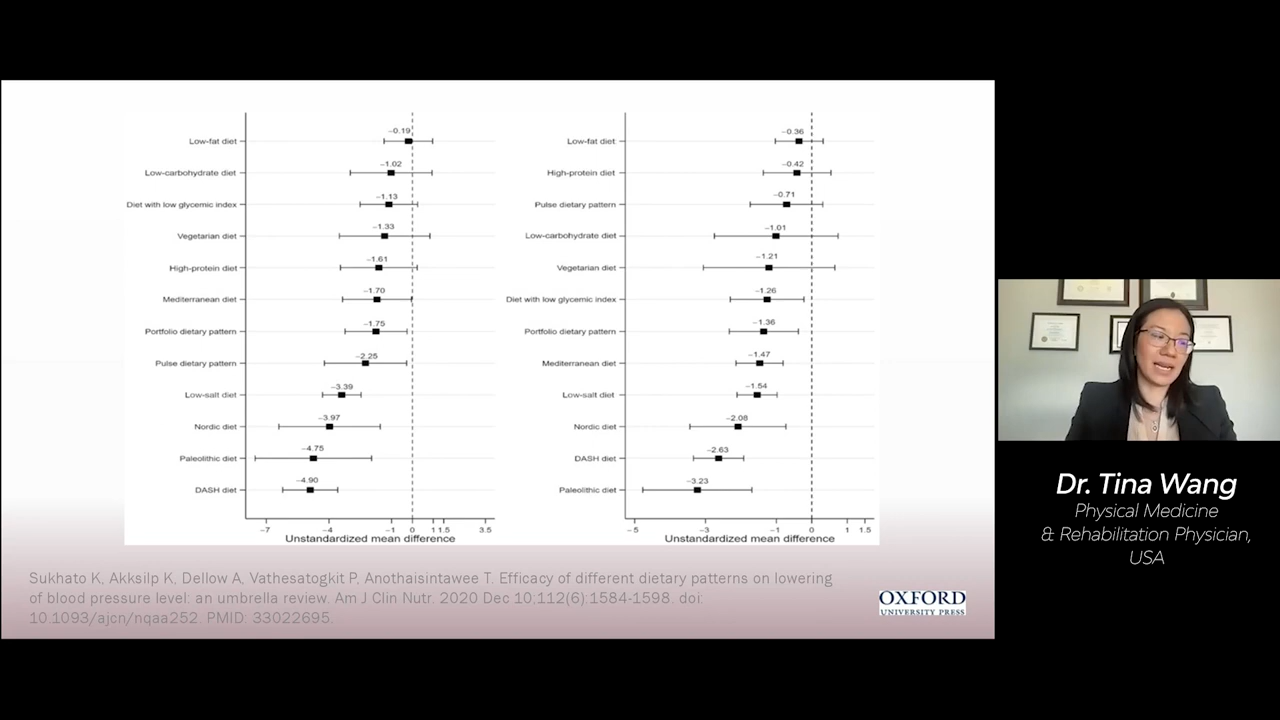 −0.19
Low-fat diet
−1.02
Low-carbohydrate diet
−1.13
Diet with low glycemic index
−1.33
Vegetarian diet
−1.61
High-protein diet
−1.70
Mediterranean diet
−1.75
Portfolio dietary pattern
−2.25
Pulse dietary pattern
−3.39
Low-salt diet
−3.97
Nordic diet
−4.75
Paleolithic diet
−4.90
DASH diet
−7 −4 −1 0 1 1.5 3.5
Unstandardized mean difference
−0.36
Low-fat diet
−0.42
High-protein diet
−0.71
Pulse dietary pattern
−1.01
Low-carbohydrate diet
−1.21
Vegetarian diet
−1.26
Diet with low glycemic index
−1.36
Portfolio dietary pattern
−1.47
Mediterranean diet
−1.54
Low-salt diet
−2.08
Nordic diet
−2.63
DASH diet
−3.23
Paleolithic diet
−5 −3 −1 0 1 1.5
Unstandardized mean difference
Sukhato K, Akksilp K, Dellow A, Vathesatogkit P, Anothaisintawee T. Efficacy of different dietary patterns on lowering
of blood pressure level: an umbrella review. Am J Clin Nutr. 2020 Dec 10;112(6):1584-1598. doi:
10.1093/ajcn/nqaa252. PMID: 33022695.
OXFORD
UNIVERSITY PRESS
Dr. Tina Wang
Physical Medicine
& Rehabilitation Physician,
USA